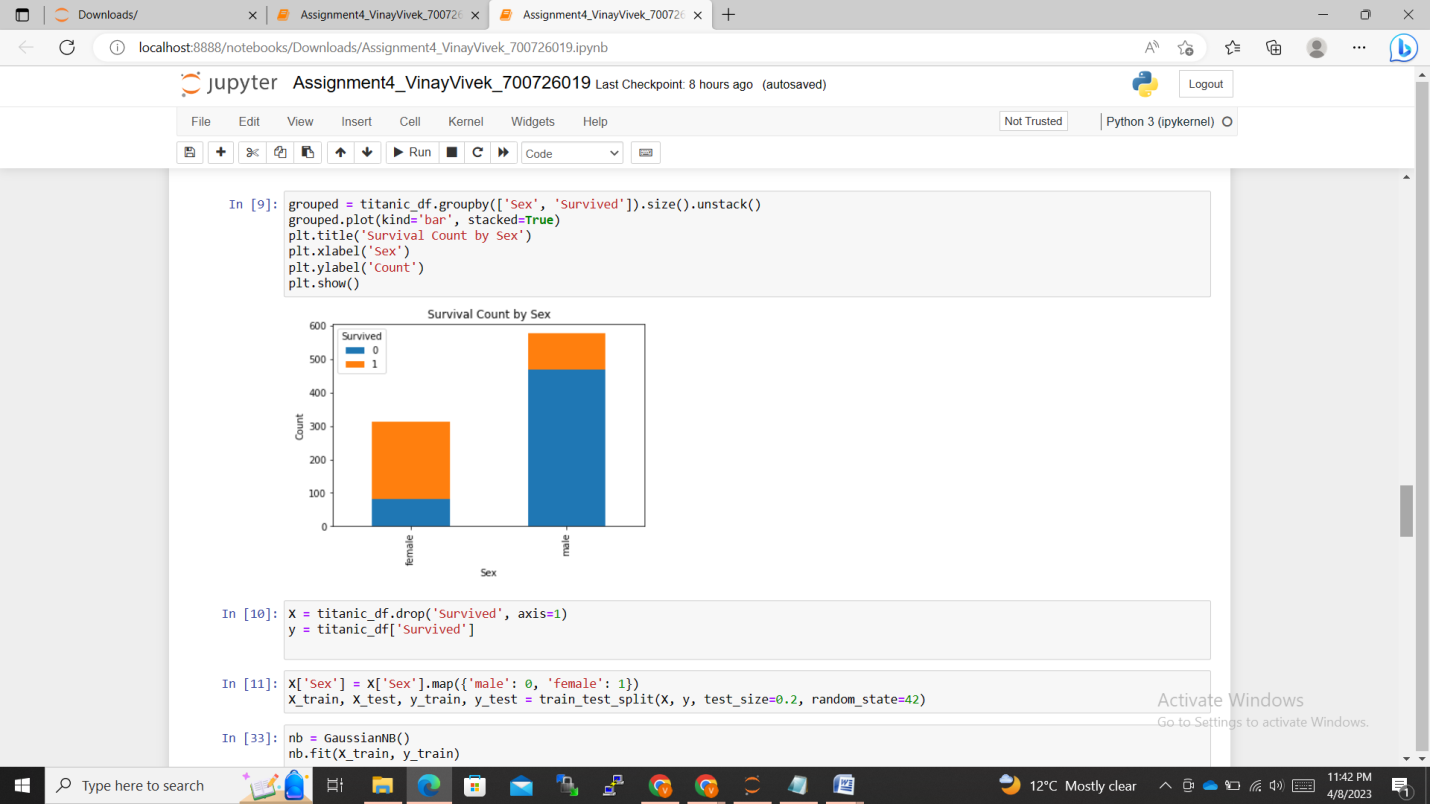 Downloads/
Assignment4_VinayVivek_70072
Assignment4_VinayVivek_70072
localhost:8888/notebooks/Downloads/Assignment4_VinayVivek_700726019.ipynb
jupyter Assignment4_VinayVivek_700726019 Last Checkpoint: 8 hours ago (autosaved)
Logout
File Edit View Insert Cell Kernel Widgets Help
Not Trusted
Python 3 (ipykernel)
Run
Code
In [9]: grouped = titanic_df.groupby(['Sex', 'Survived']).size().unstack()
grouped.plot(kind='bar', stacked=True)
plt.title('Survival Count by Sex')
plt.xlabel('Sex')
plt.ylabel('Count')
plt.show()
Survival Count by Sex
Survived
0
1
600
500
400
300
200
100
0
Count
female
male
Sex
In [10]: X = titanic_df.drop('Survived', axis=1)
y = titanic_df['Survived']
In [11]: X['Sex'] = X['Sex'].map({'male': 0, 'female': 1})
X_train, X_test, y_train, y_test = train_test_split(X, y, test_size=0.2, random_state=42)
In [33]: nb = GaussianNB()
nb.fit(X_train, y_train)
Activate Windows
Go to Settings to activate Windows.
Type here to search
12°C Mostly clear
11:42 PM
4/8/2023
1